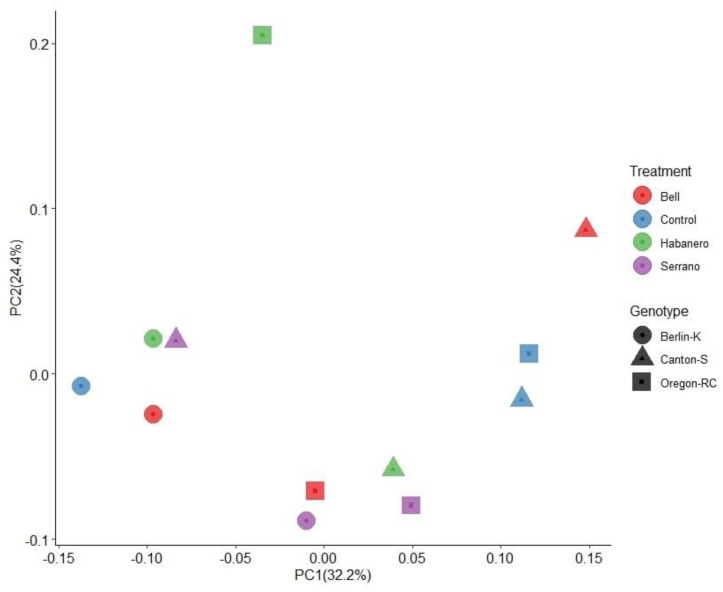 0.2
0.1
0.0
-0.1
PC2(24.4%)
-0.15
-0.10
-0.05
0.00
0.05
0.10
0.15
PC1(32.2%)
Treatment
Bell
Control
Habanero
Serrano
Genotype
Berlin-K
Canton-S
Oregon-RC